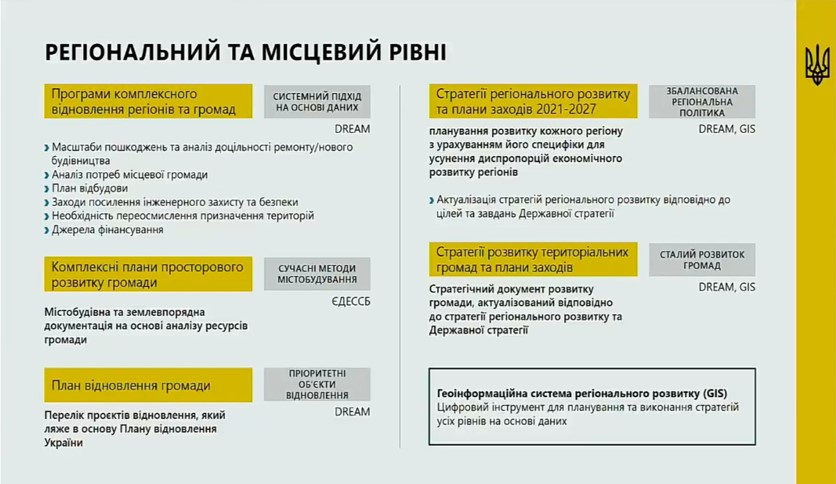 РЕГІОНАЛЬНИЙ ТА МІСЦЕВИЙ РІВНІ
Програми комплексного
відновлення регіонів та громад
СИСТЕМНИЙ ПІДХІД
НА ОСНОВІ ДАНИХ
DREAM
Масштаби пошкоджень та аналіз доцільності ремонту/нового
будівництва
Аналіз потреб місцевої громади
План відбудови
Заходи посилення інженерного захисту та безпеки
Необхідність переосмислення призначення територій
Джерела фінансування
Комплексні плани просторового
розвитку громади
СУЧАСНІ МЕТОДИ
МІСТОБУДУВАННЯ
ЄДЕССБ
Містобудівна та землевпорядна
документація на основі аналізу ресурсів
громади
План відновлення громади
ПРІОРИТЕТНІ
ОБ'ЄКТИ
ВІДНОВЛЕННЯ
DREAM
Перелік проєктів відновлення, який
ляже в основу Плану відновлення
України
Стратегії регіонального розвитку
та плани заходів 2021-2027
ЗБАЛАНСОВАНА
РЕГІОНАЛЬНА
ПОЛІТИКА
DREAM, GIS
планування розвитку кожного регіону
з урахуванням його специфіки для
усунення диспропорцій економічного
розвитку регіонів
Актуалізація стратегій регіонального розвитку відповідно до
цілей та завдань Державної стратегії
Стратегії розвитку територіальних
громад та плани заходів
СТАЛИЙ РОЗВИТОК
ГРОМАД
DREAM, GIS
Стратегічний документ розвитку
громади, актуалізований відповідно
до стратегії регіонального розвитку та
Державної стратегії
Геоінформаційна система регіонального розвитку (GIS)
Цифровий інструмент для планування та виконання стратегій
усіх рівнів на основі даних